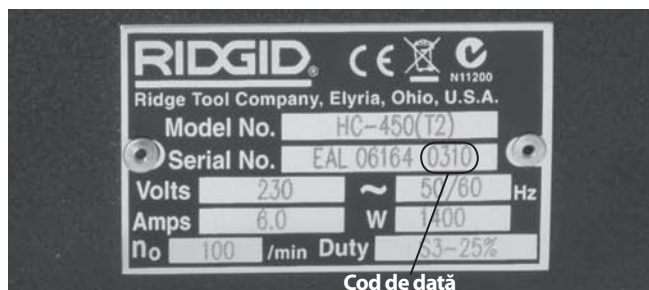 RIDGID®
CE
N11200
Ridge Tool Company, Elyria, Ohio, U.S.A.
Model No. HC-450(T2)
Serial No. EAL 06164 0310
Volts 230 ~ 50/60 Hz
Amps 6.0 W 1400
no 100 /min Duty S3-25%
Cod de dată